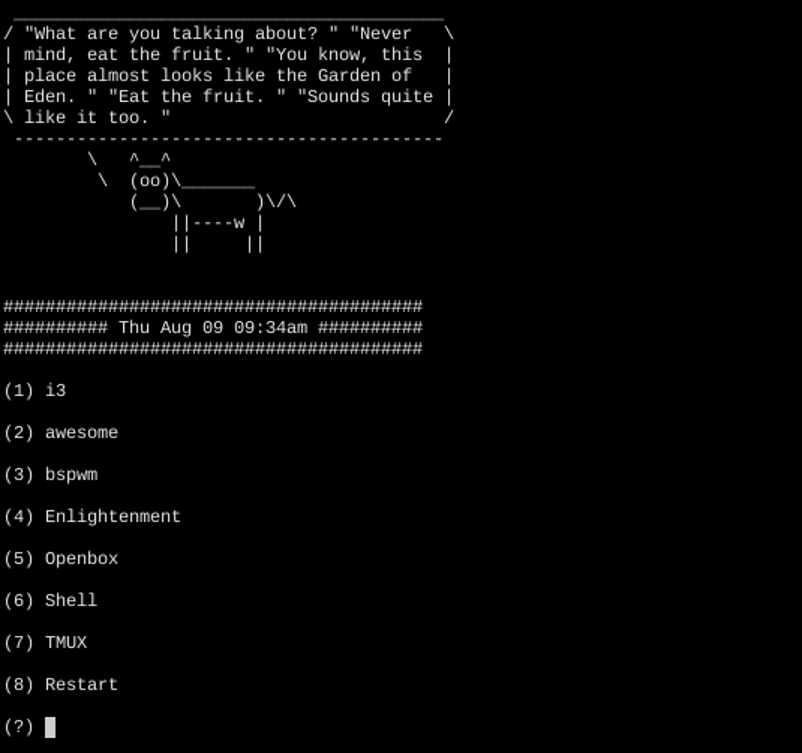 _________________________________________
/ "What are you talking about? " "Never   \
| mind, eat the fruit. " "You know, this  |
| place almost looks like the Garden of   |
| Eden. " "Eat the fruit. " "Sounds quite |
\ like it too. "                          /
 -----------------------------------------
        \   ^__^
         \  (oo)\_______
            (__)\       )\/\
                ||----w |
                ||     ||

########################################
########## Thu Aug 09 09:34am ##########
########################################

(1) i3

(2) awesome

(3) bspwm

(4) Enlightenment

(5) Openbox

(6) Shell

(7) TMUX

(8) Restart

(?)